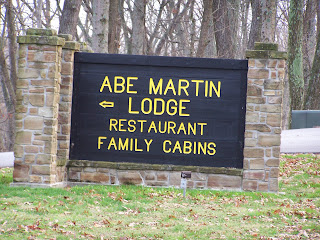 ABE MARTIN
← LODGE
RESTAURANT
FAMILY CABINS